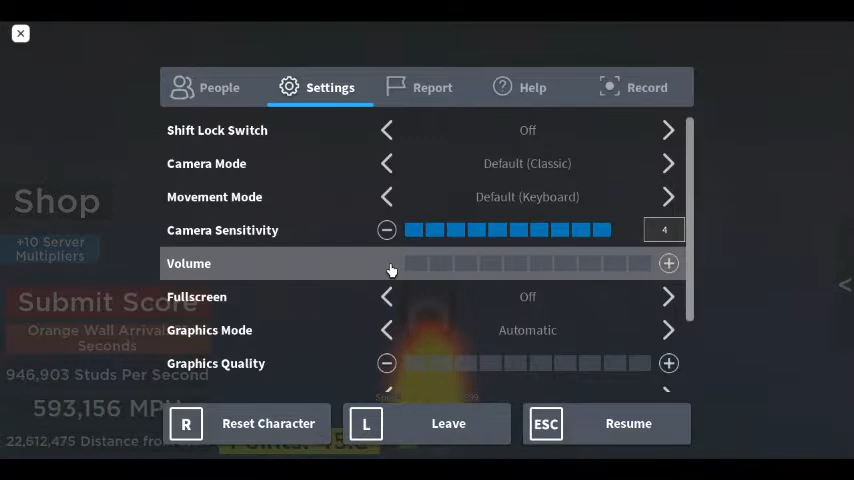 People
Settings
Report
Help
Record
Shift Lock Switch
Off
Camera Mode
Default (Classic)
Movement Mode
Default (Keyboard)
Camera Sensitivity
4
Volume
Fullscreen
Off
Graphics Mode
Automatic
Graphics Quality
R
Reset Character
L
Leave
ESC
Resume
Shop
+10 Server
Multipliers
Submit Score
Orange Wall Arrival
Seconds
946,903 Studs Per Second
593,156 MPH
22,612,475 Distance from